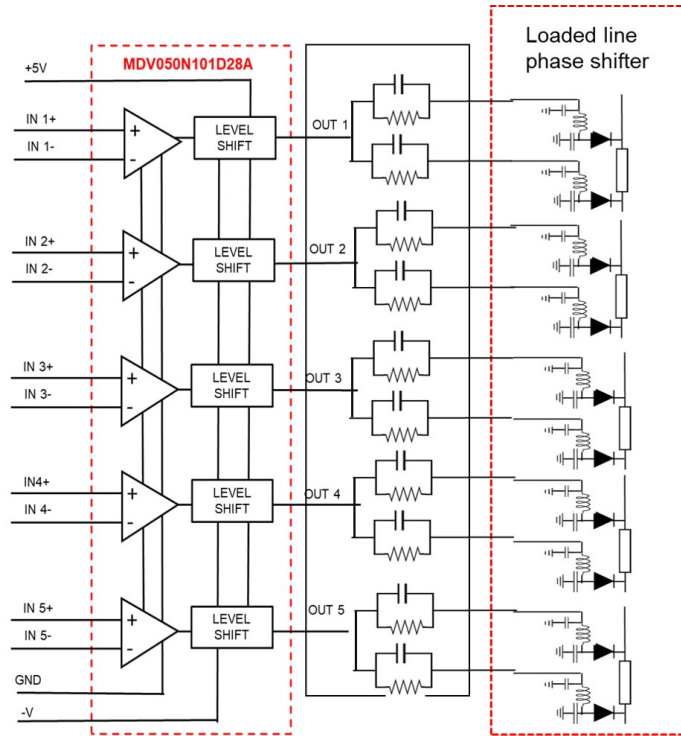 MDV050N101D28A
Loaded line
phase shifter
+5V
IN 1+
IN 1-
+
-
LEVEL
SHIFT
OUT 1
IN 2+
IN 2-
+
-
LEVEL
SHIFT
OUT 2
IN 3+
IN 3-
+
-
LEVEL
SHIFT
OUT 3
IN4+
IN 4-
+
-
LEVEL
SHIFT
OUT 4
IN 5+
IN 5-
+
-
LEVEL
SHIFT
OUT 5
GND
-V